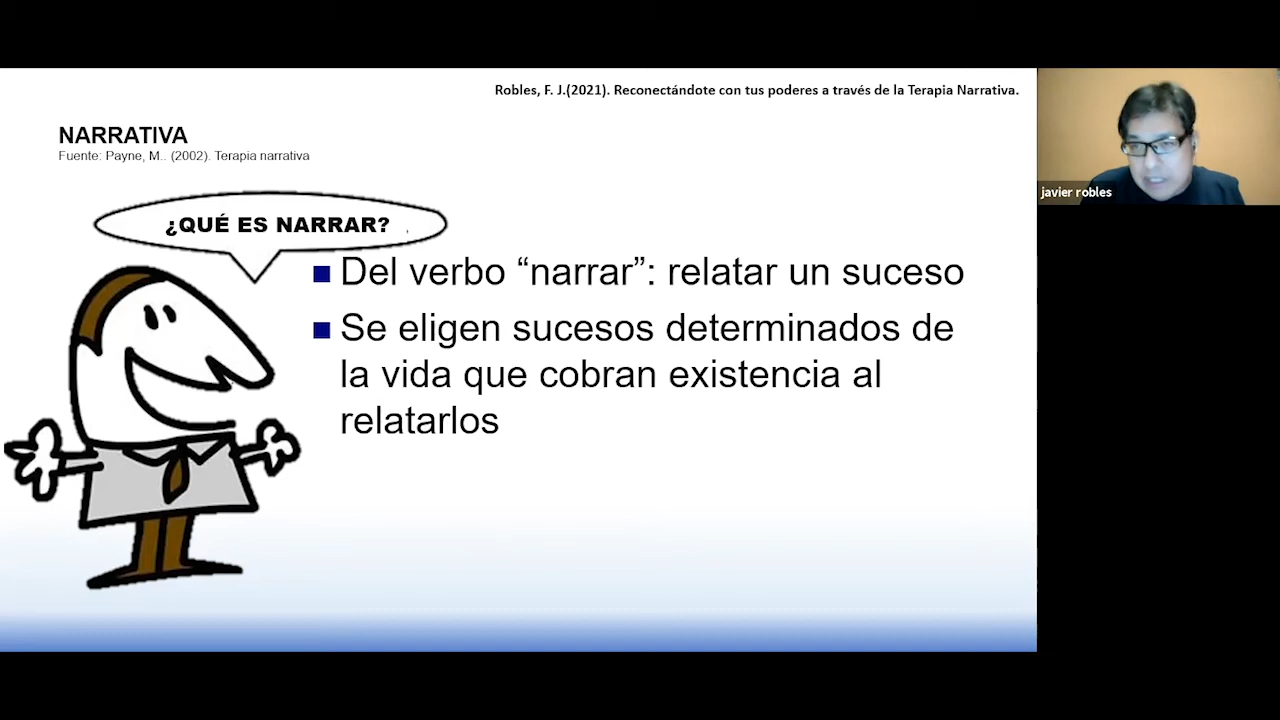 Robles, F. J.(2021). Reconectándote con tus poderes a través de la Terapia Narrativa.
NARRATIVA
Fuente: Payne, M.. (2002). Terapia narrativa
¿QUÉ ES NARRAR?
Del verbo “narrar”: relatar un suceso
Se eligen sucesos determinados de
la vida que cobran existencia al
relatarlos
javier robles